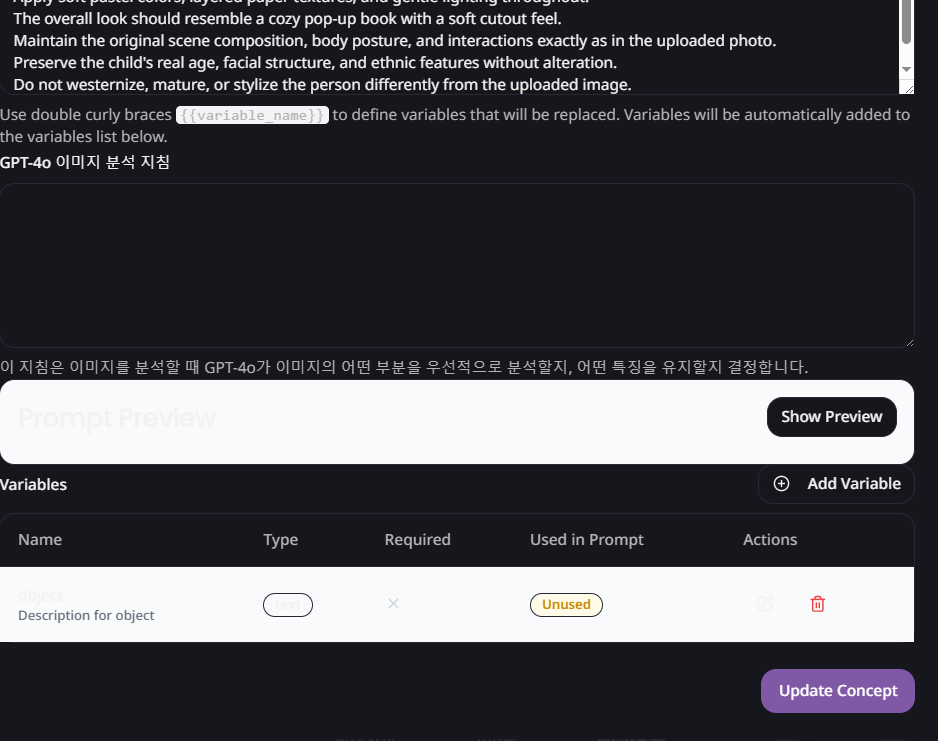 The overall look should resemble a cozy pop-up book with a soft cutout feel.
Maintain the original scene composition, body posture, and interactions exactly as in the uploaded photo.
Preserve the child's real age, facial structure, and ethnic features without alteration.
Do not westernize, mature, or stylize the person differently from the uploaded image.
Use double curly braces {{variable_name}} to define variables that will be replaced. Variables will be automatically added to
the variables list below.
GPT-4o 이미지 분석 지침
이 지침은 이미지를 분석할 때 GPT-4o가 이미지의 어떤 부분을 우선적으로 분석할지, 어떤 특징을 유지할지 결정합니다.
Prompt Preview
Show Preview
Variables
Add Variable
Name Type Required Used in Prompt Actions
object
Description for object
text
Unused
Update Concept